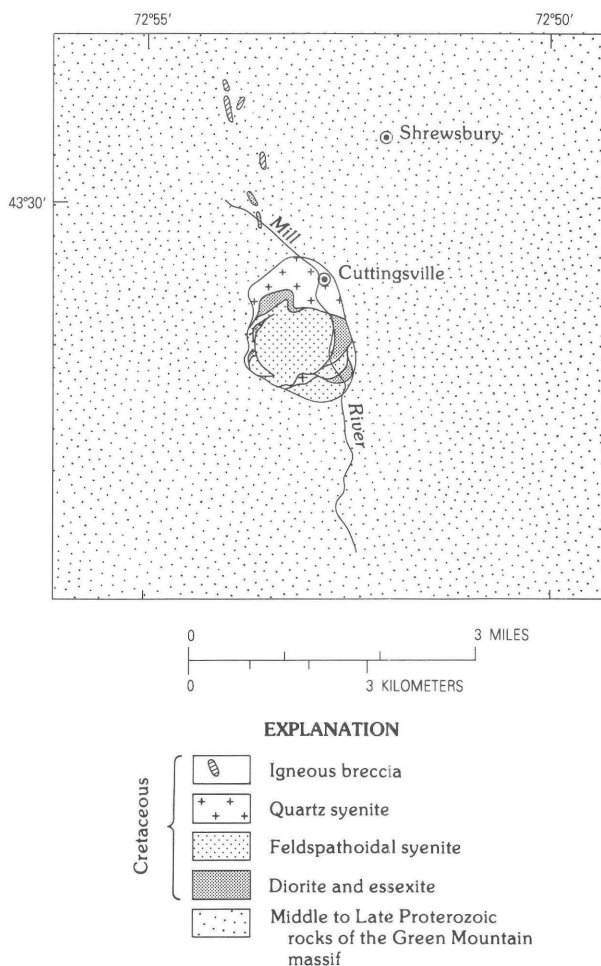 72°55'
72°50'
Shrewsbury
43°30'
Mill
Cuttingsville
River
0
3 MILES
0
3 KILOMETERS
EXPLANATION
Cretaceous
Igneous breccia
Quartz syenite
Feldspathoidal syenite
Diorite and essexite
Middle to Late Proterozoic
rocks of the Green Mountain
massif